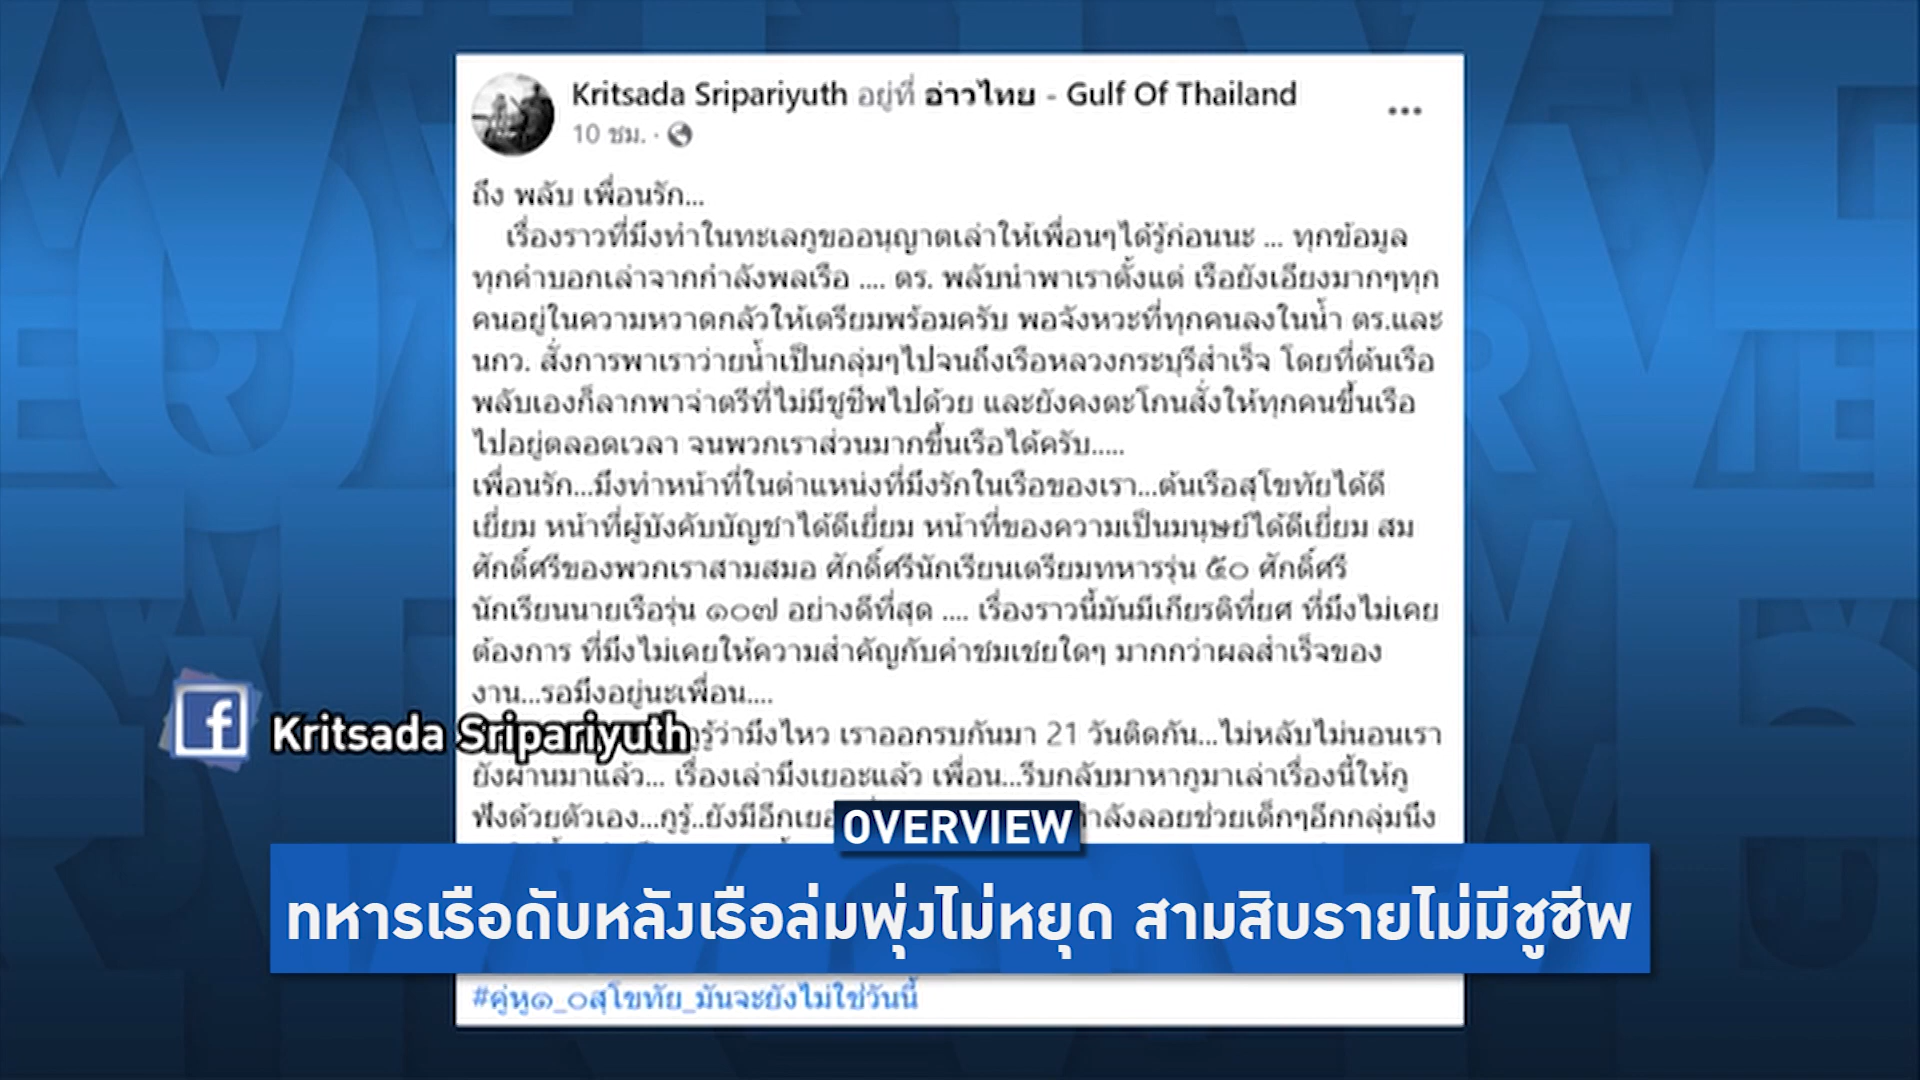 Kritsada Sripariyuth อยู่ที่ อ่าวไทย - Gulf Of Thailand
10 ชม. ·
ถึง พลับ เพื่อนรัก...
เรื่องราวที่มึงทำในทะเลกูขออนุญาตเล่าให้เพื่อนๆได้รู้ก่อนนะ ... ทุกข้อมูล
ทุกคำบอกเล่าจากกำลังพลเรือ .... ตร. พลับนำพาเราตั้งแต่ เรือยังเอียงมากๆทุก
คนอยู่ในความหวาดกลัวให้เตรียมพร้อมครับ พอจังหวะที่ทุกคนลงในน้ำ ตร.และ
นกว. สั่งการพาเราว่ายน้ำเป็นกลุ่มๆไปจนถึงเรือหลวงกระบุรีสำเร็จ โดยที่ต้นเรือ
พลับเองก็ลากพาจ่าตรีที่ไม่มีชูชีพไปด้วย และยังคงตะโกนสั่งให้ทุกคนขึ้นเรือ
ไปอยู่ตลอดเวลา จนพวกเราส่วนมากขึ้นเรือได้ครับ.....
เพื่อนรัก...มึงทำหน้าที่ในตำแหน่งที่มึงรักในเรือของเรา...ต้นเรือสุโขทัยได้ดี
เยี่ยม หน้าที่ผู้บังคับบัญชาได้ดีเยี่ยม หน้าที่ของความเป็นมนุษย์ได้ดีเยี่ยม สม
ศักดิ์ศรีของพวกเราสามสมอ ศักดิ์ศรีนักเรียนเตรียมทหารรุ่น ๕๐ ศักดิ์ศรี
นักเรียนนายเรือรุ่น ๑๐๗ อย่างดีที่สุด .... เรื่องราวนี้มันมีเกียรติที่ยศ ที่มึงไม่เคย
ต้องการ ที่มึงไม่เคยให้ความสำคัญกับคำชมเชยใดๆ มากกว่าผลสำเร็จของ
งาน...รอมึงอยู่นะเพื่อน....
Kritsada Sripariyuth
กูรู้ว่ามึงไหว เราออกรบกันมา 21 วันติดกัน...ไม่หลับไม่นอนเรา
ยังผ่านมาแล้ว... เรื่องเล่ามึงเยอะแล้ว เพื่อน...รีบกลับมาหากูมาเล่าเรื่องนี้ให้กู
ฟังด้วยตัวเอง...กูรู้..ยังมีอีก กำลังลอยช่วยเด็กๆอีกกลุ่มนึง
OVERVIEW
ทหารเรือดับหลังเรือล่มพุ่งไม่หยุด สามสิบรายไม่มีชูชีพ
#คู่หู๑_๐สุโขทัย_มันจะยังไม่ใช่วันนี้